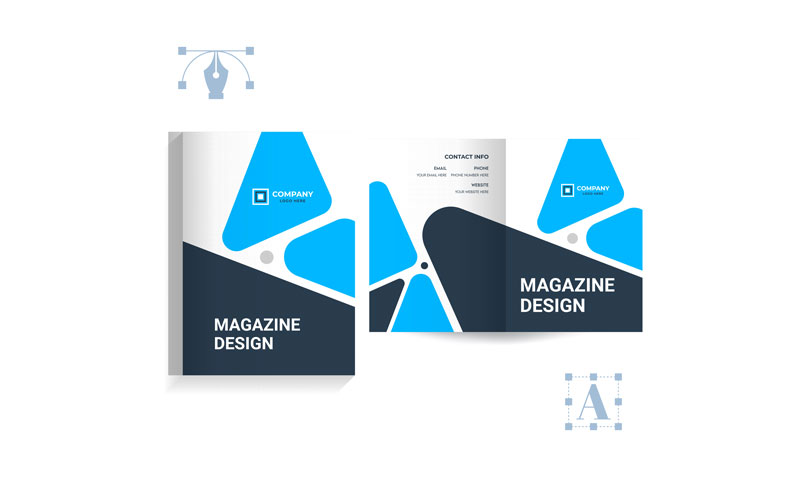 COMPANY
LOGO HERE
MAGAZINE
DESIGN
CONTACT INFO
EMAIL
YOUR EMAIL HERE
PHONE
PHONE NUMBER HERE
WEBSITE
YOUR WEBSITE HERE
COMPANY
LOGO HERE
MAGAZINE
DESIGN
A